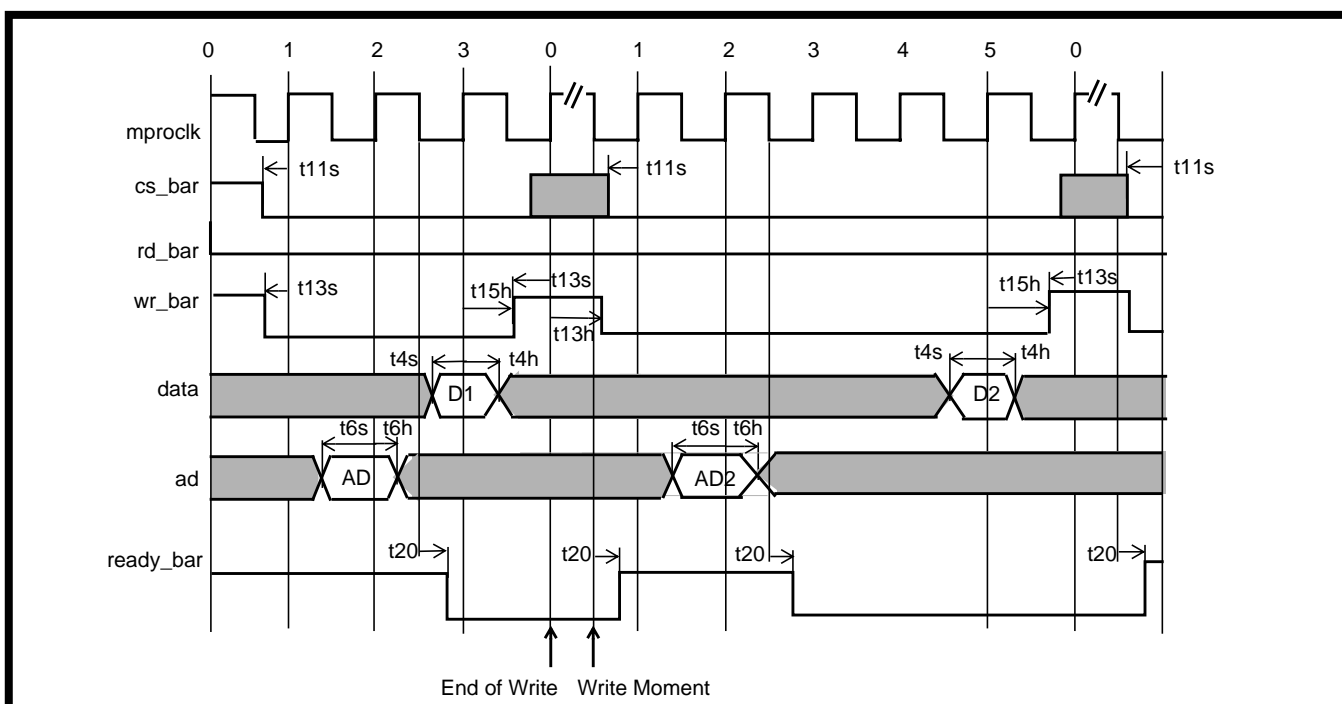 0 1 2 3 0 1 2 3 4 5 0
mproclk
t11s t11s t11s
cs_bar
rd_bar
t13s t15h t13s t15h t13s
wr_bar
t13h
t4s t4h t4s t4h
data D1 D2
t6s t6h t6s t6h
ad AD AD2
ready_bar t20 t20 t20 t20
End of Write Write Moment